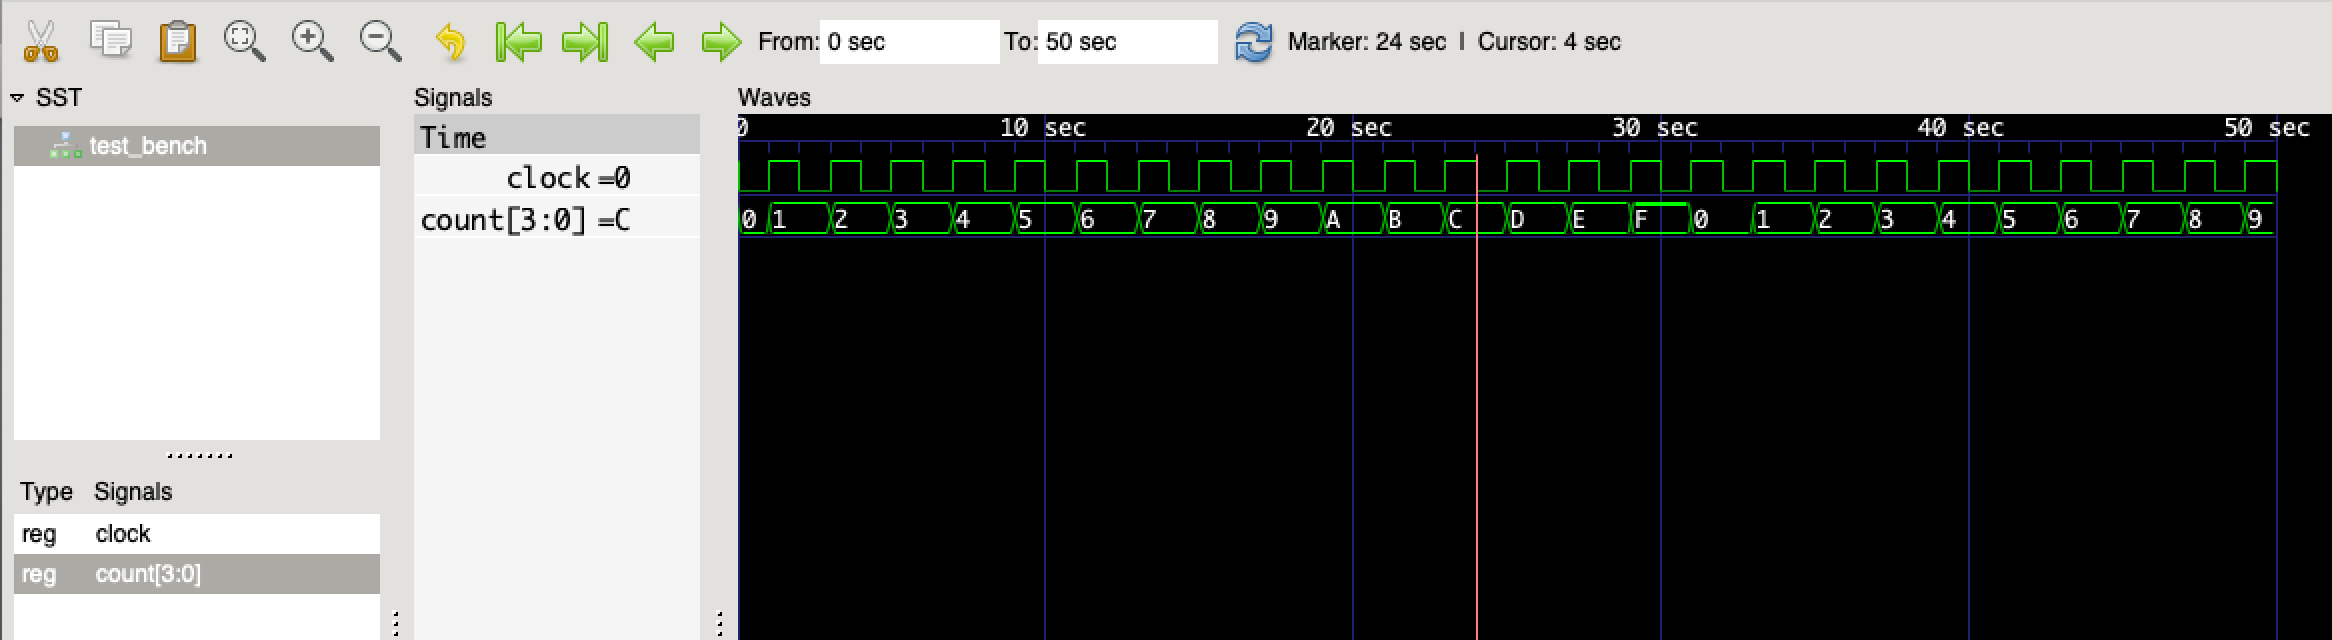 From: 0 sec To: 50 sec Marker: 24 sec | Cursor: 4 sec
SST
test_bench
Type Signals
reg clock
reg count[3:0]
Signals
Time
clock =0
count[3:0] =C
Waves
0 10 sec 20 sec 30 sec 40 sec 50 sec
0 1 2 3 4 5 6 7 8 9 A B C D E F 0 1 2 3 4 5 6 7 8 9